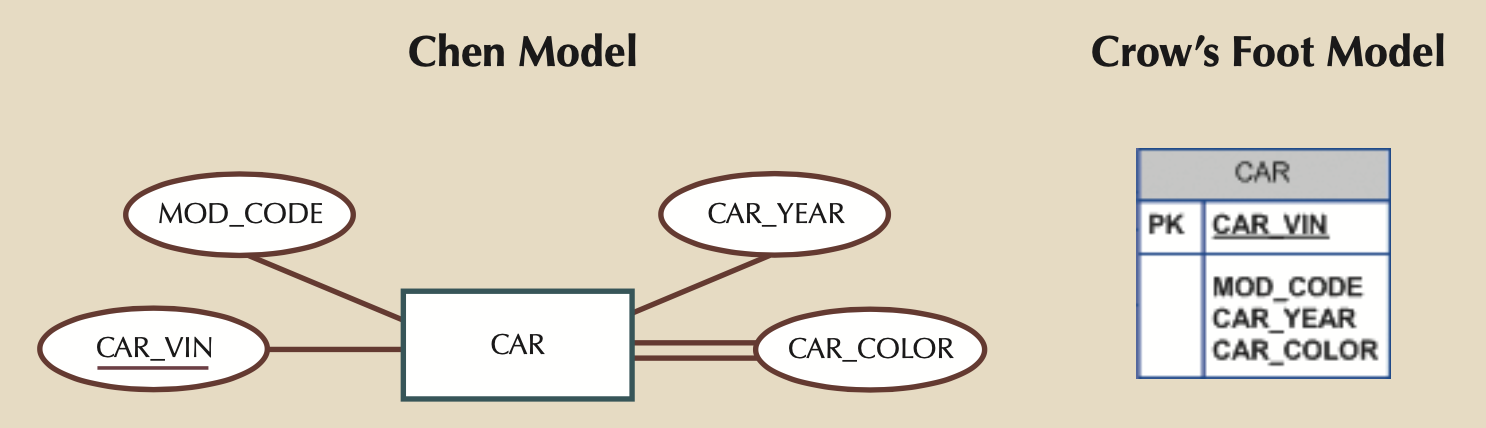 Chen Model
Crow's Foot Model
MOD_CODE
CAR_YEAR
CAR_VIN
CAR
CAR_COLOR
CAR
PK CAR_VIN
MOD_CODE
CAR_YEAR
CAR_COLOR